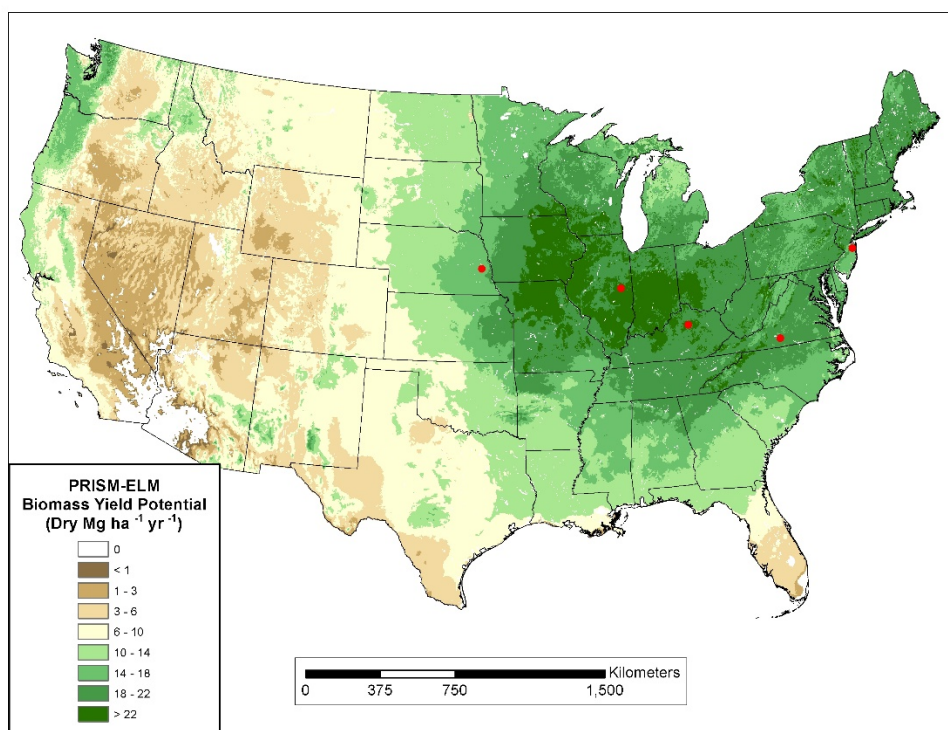 PRISM-ELM
Biomass Yield Potential
(Dry Mg ha -1 yr -1)
0
< 1
1 - 3
3 - 6
6 - 10
10 - 14
14 - 18
18 - 22
> 22
Kilometers
0 375 750 1,500